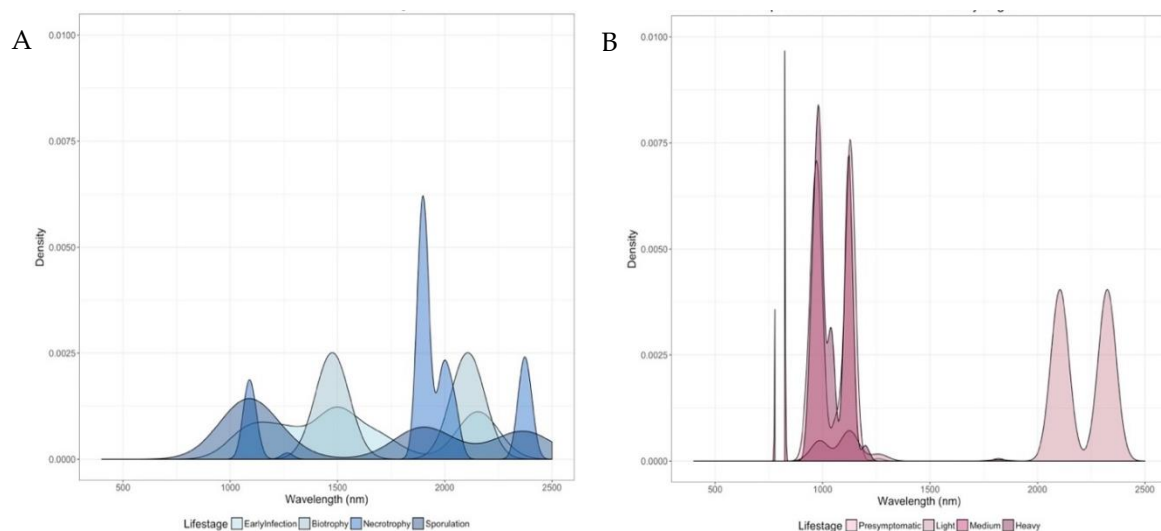 A
B
0.0100
0.0075
0.0050
0.0025
0.0000
Density
500 1000 1500 2000 2500
Wavelength (nm)
Lifestage EarlyInfection Biotrophy Necrotrophy Sporulation
0.0100
0.0075
0.0050
0.0025
0.0000
Density
500 1000 1500 2000 2500
Wavelength (nm)
Lifestage Presymptomatic Light Medium Heavy